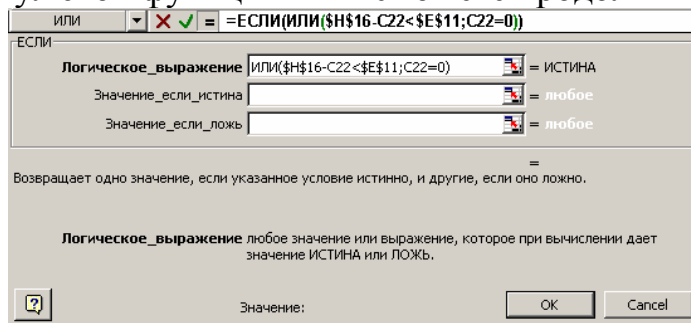 ИЛИ = =ЕСЛИ(ИЛИ($H$16-C22<$E$11;C22=0))
ЕСЛИ
Логическое_выражение ИЛИ($H$16-C22<$E$11;C22=0) = ИСТИНА
Значение_если_истина = любое
Значение_если_ложь = любое
=
Возвращает одно значение, если указанное условие истинно, и другие, если оно ложно.
Логическое_выражение любое значение или выражение, которое при вычислении дает
значение ИСТИНА или ЛОЖЬ.
Значение: OK Cancel